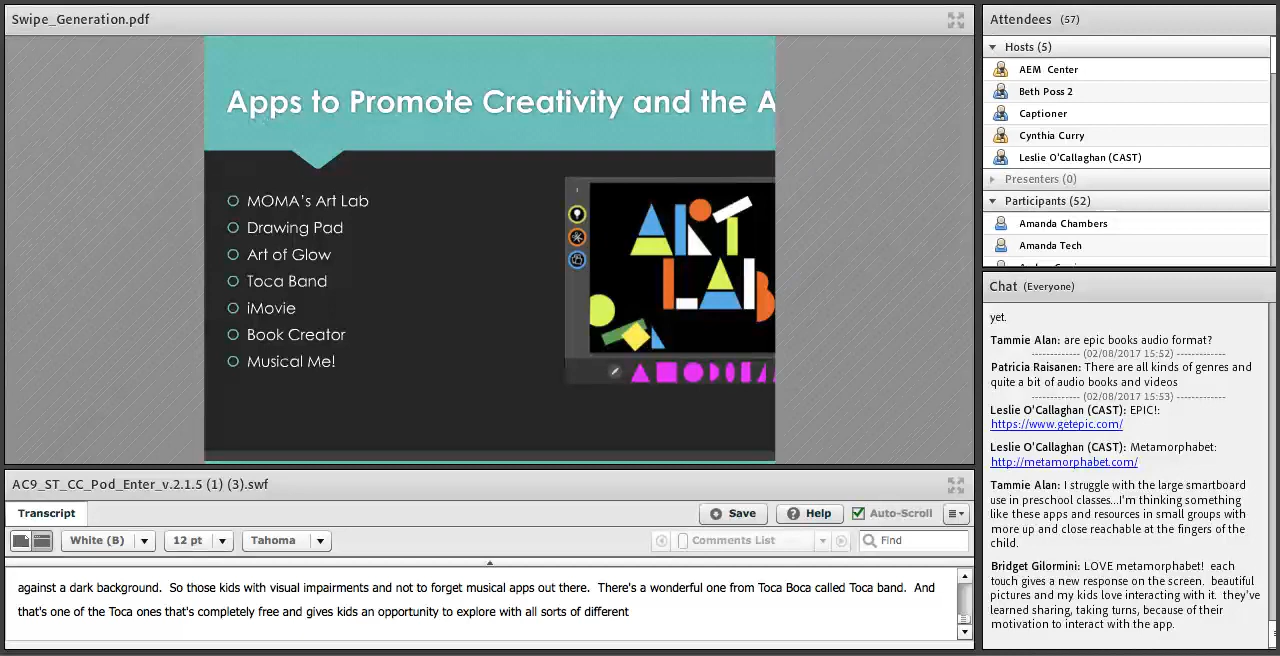 Swipe_Generation.pdf
Apps to Promote Creativity and the A
MOMA's Art Lab
Drawing Pad
Art of Glow
Toca Band
iMovie
Book Creator
Musical Me!
ART
LAB
AC9_ST_CC_Pod_Enter_v.2.1.5 (1) (3).swf
Transcript
Save
Help
Auto-Scroll
White (B)
12 pt
Tahoma
Comments List
Find
against a dark background.  So those kids with visual impairments and not to forget musical apps out there.  There's a wonderful one from Toca Boca called Toca band.  And
that's one of the Toca ones that's completely free and gives kids an opportunity to explore with all sorts of different
Attendees (57)
Hosts (5)
AEM Center
Beth Poss 2
Captioner
Cynthia Curry
Leslie O'Callaghan (CAST)
Presenters (0)
Participants (52)
Amanda Chambers
Amanda Tech
Chat (Everyone)
yet.
Tammie Alan: are epic books audio format?
------------- (02/08/2017 15:52) -------------
Patricia Raisanen: There are all kinds of genres and
quite a bit of audio books and videos
------------- (02/08/2017 15:53) -------------
Leslie O'Callaghan (CAST): EPIC!:
https://www.getepic.com/
Leslie O'Callaghan (CAST): Metamorphabet:
http://metamorphabet.com/
Tammie Alan: I struggle with the large smartboard
use in preschool classes...I'm thinking something
like these apps and resources in small groups with
more up and close reachable at the fingers of the
child.
Bridget Gilormini: LOVE metamorphabet!  each
touch gives a new response on the screen.  beautiful
pictures and my kids love interacting with it.  they've
learned sharing, taking turns, because of their
motivation to interact with the app.